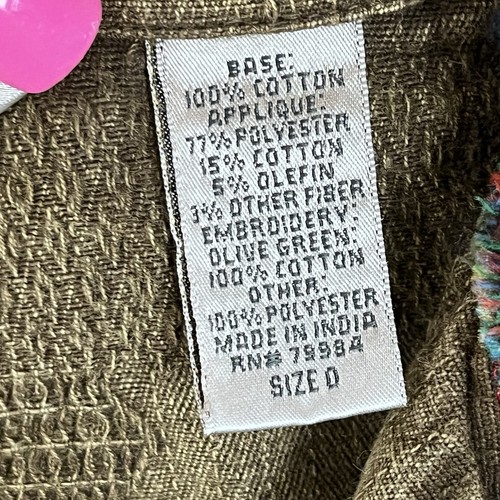 BASE:
100% COTTON
APPLIQUE:
77% POLYESTER
15% COTTON
5% OLEFIN
3% OTHER FIBER
EMBROIDERY:
OLIVE GREEN:
100% COTTON
OTHER:
100% POLYESTER
MADE IN INDIA
RN# 79984
SIZE 0